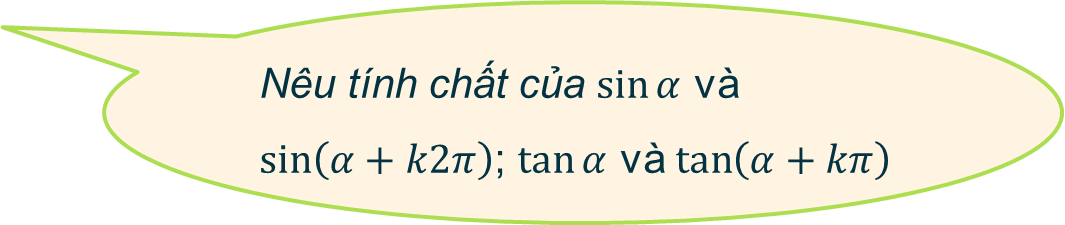 Nêu tính chất của sin 𝛼 và
sin(𝛼 + 𝑘2𝜋); tan 𝛼 và tan(𝛼 + 𝑘𝜋)